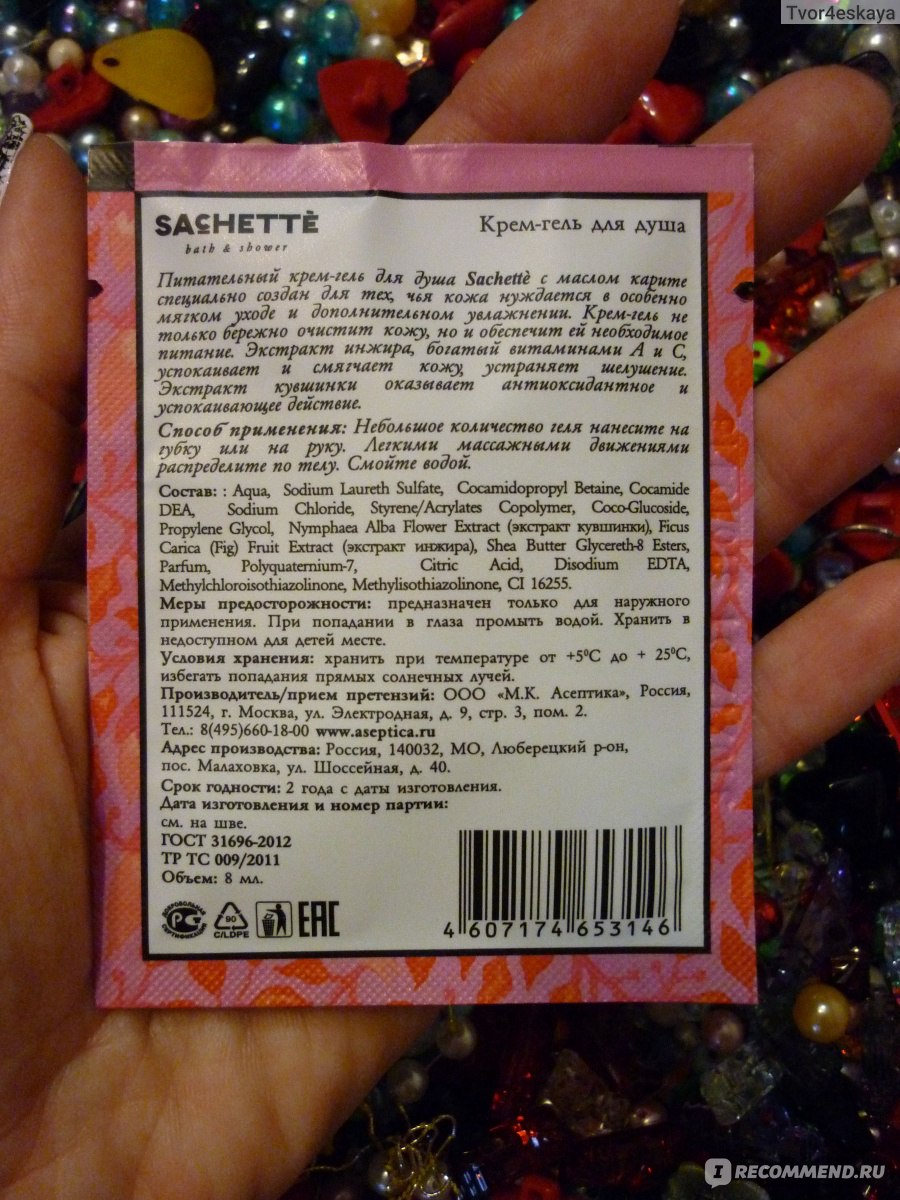 Tvor4eskaya
SACHETTÈ
bath & shower
Крем-гель для душа
Питательный крем-гель для душа Sachettè с маслом карите
специально создан для тех, чья кожа нуждается в особенно
мягком уходе и дополнительном увлажнении. Крем-гель не
только бережно очистит кожу, но и обеспечит ей необходимое
питание. Экстракт инжира, богатый витаминами А и С,
успокаивает и смягчает кожу, устраняет шелушение.
Экстракт кувшинки оказывает антиоксидантное и
успокаивающее действие.
Способ применения: Небольшое количество геля нанесите на
губку или на руку. Легкими массажными движениями
распределите по телу. Смойте водой.
Состав: : Aqua, Sodium Laureth Sulfate, Cocamidopropyl Betaine, Cocamide
DEA, Sodium Chloride, Styrene/Acrylates Copolymer, Coco-Glucoside,
Propylene Glycol, Nymphaea Alba Flower Extract (экстракт кувшинки), Ficus
Carica (Fig) Fruit Extract (экстракт инжира), Shea Butter Glycereth-8 Esters,
Parfum, Polyquaternium-7, Citric Acid, Disodium EDTA,
Methylchloroisothiazolinone, Methylisothiazolinone, CI 16255.
Меры предосторожности: предназначен только для наружного
применения. При попадании в глаза промыть водой. Хранить в
недоступном для детей месте.
Условия хранения: хранить при температуре от +5⁰С до + 25⁰С,
избегать попадания прямых солнечных лучей.
Производитель/прием претензий: ООО «М.К. Асептика», Россия,
111524, г. Москва, ул. Электродная, д. 9, стр. 3, пом. 2.
Тел.: 8(495)660-18-00 www.aseptica.ru
Адрес производства: Россия, 140032, МО, Люберецкий р-он,
пос. Малаховка, ул. Шоссейная, д. 40.
Срок годности: 2 года с даты изготовления.
Дата изготовления и номер партии:
см. на шве.
ГОСТ 31696-2012
ТР ТС 009/2011
Объем: 8 мл.
ДОБРОВОЛЬНАЯ
РС
СЕРТИФИКАЦИЯ
90
C/LDPE
EAC
4 607174 653146
IRECOMMEND.RU